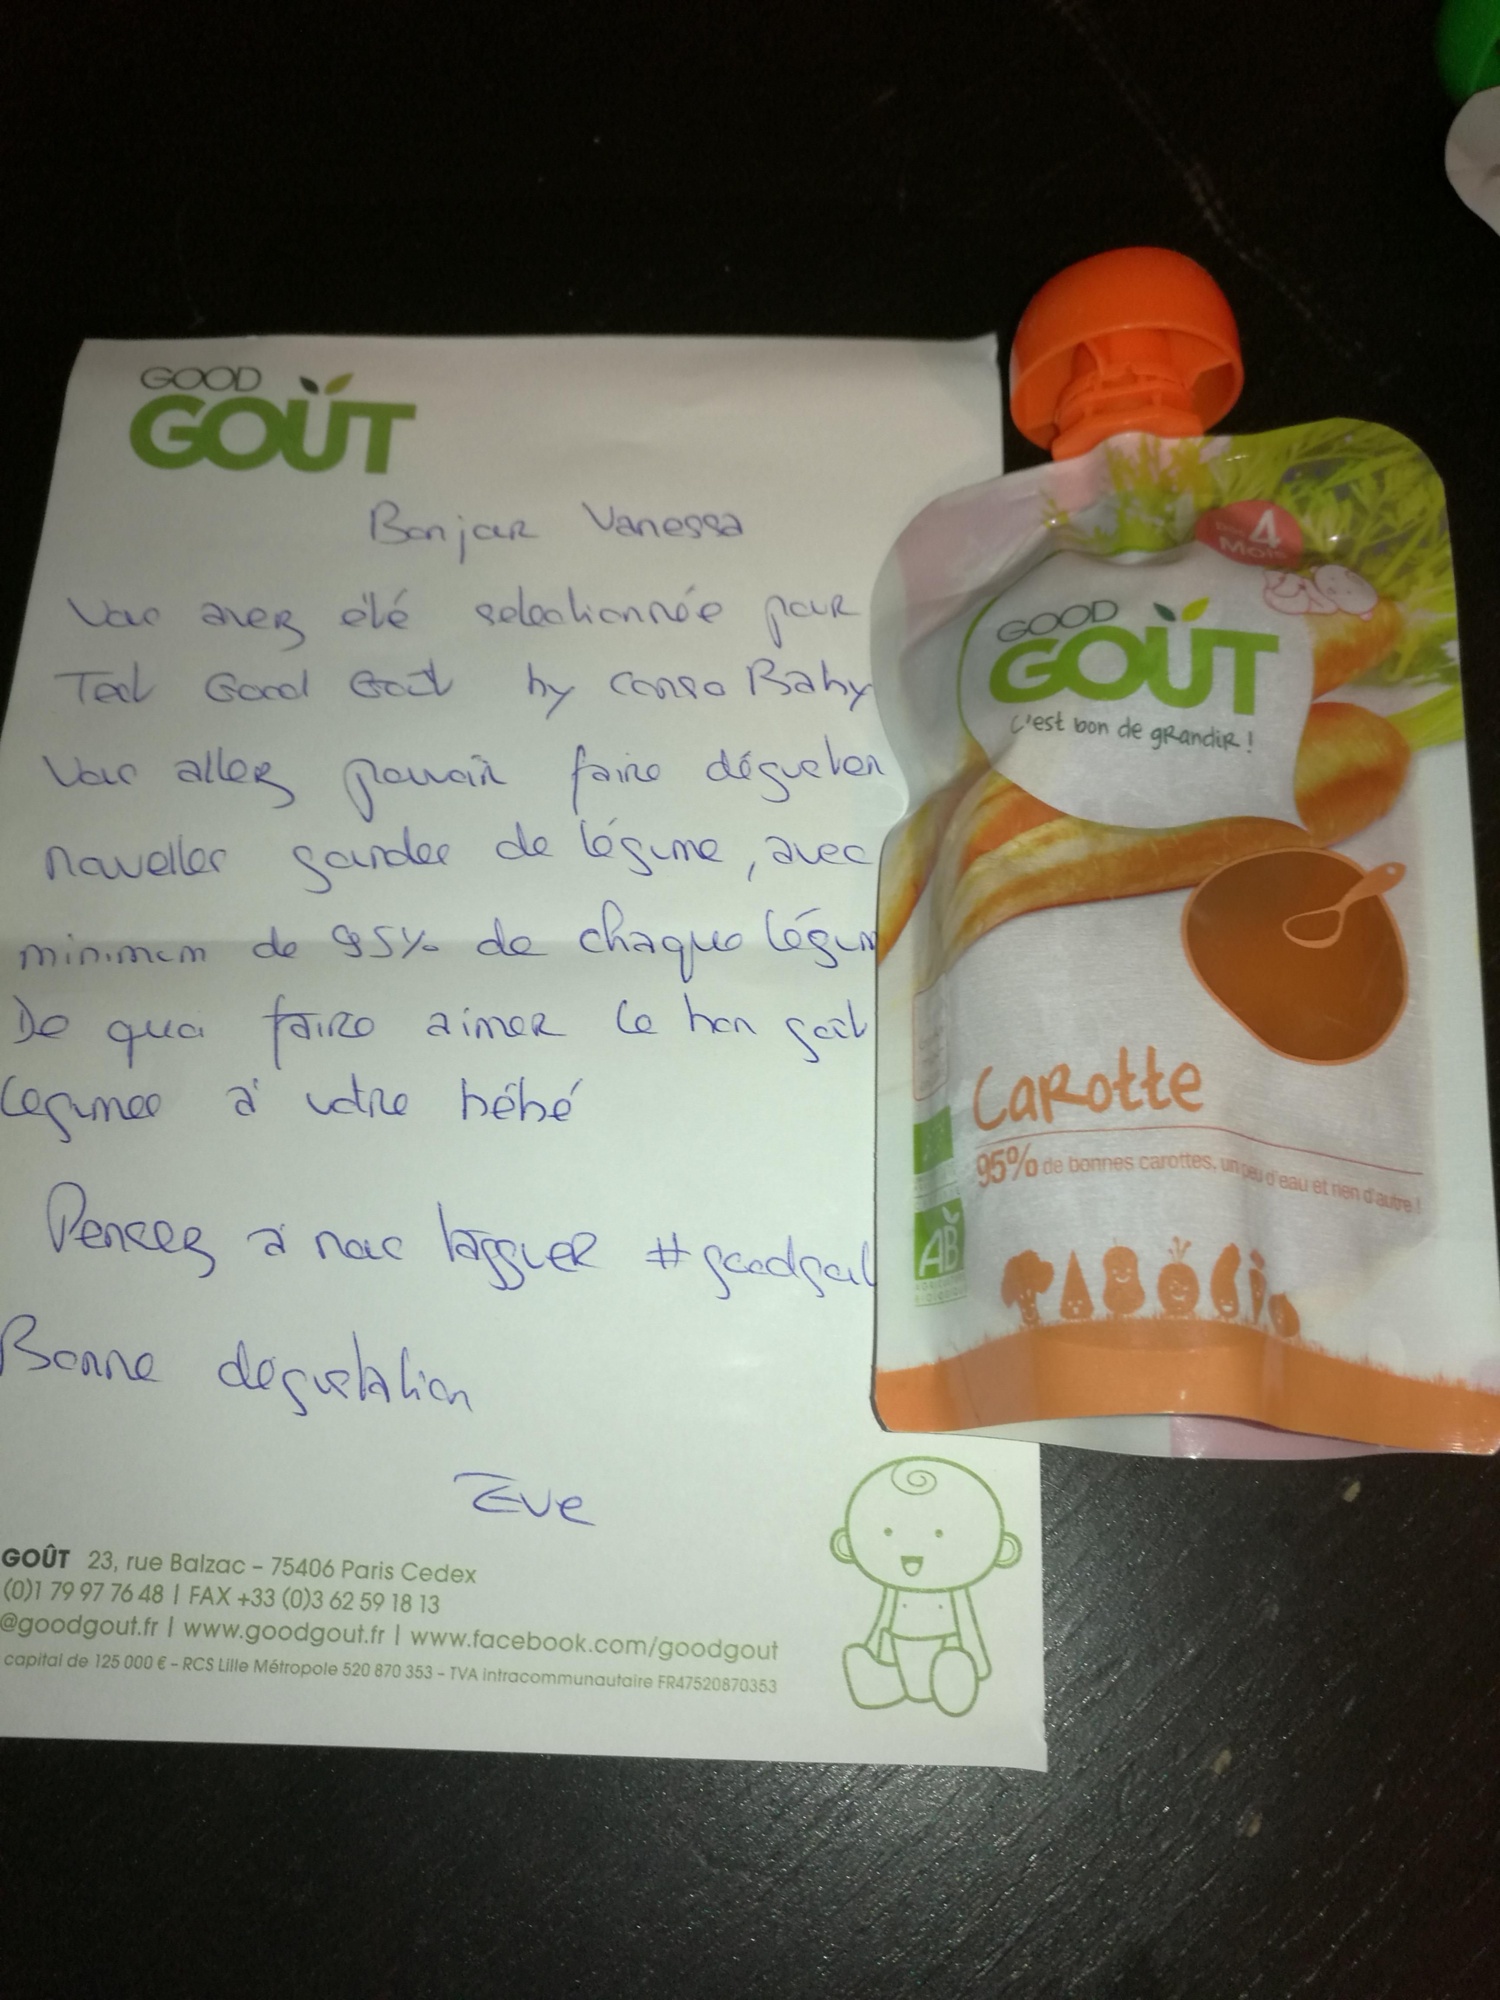 GOOD
GOÛT
Bonjour Vanessa
Vous avez été selectionnée pour
Test Good Goût by Conso Baby
Vous allez pouvoir faire déguster
nouvelles gourdes de légume, avec
minimum de 95% de chaque légum
De quoi faire aimer le bon goût
Légumes à votre bébé
Pensez à nous tagguer #goodgout
Bonne dégustation
Eve
GOÛT 23, rue Balzac – 75406 Paris Cedex
(0)1 79 97 76 48 | FAX +33 (0)3 62 59 18 13
@goodgout.fr | www.goodgout.fr | www.facebook.com/goodgout
capital de 125 000 € – RCS Lille Métropole 520 870 353 – TVA intracommunautaire FR47520870353
4
Mois
GOOD
GOÛT
C'est bon de grandir !
Carotte
95% de bonnes carottes, un peu d'eau et rien d'autre !
AB
AGRICULTURE
BIOLOGIQUE